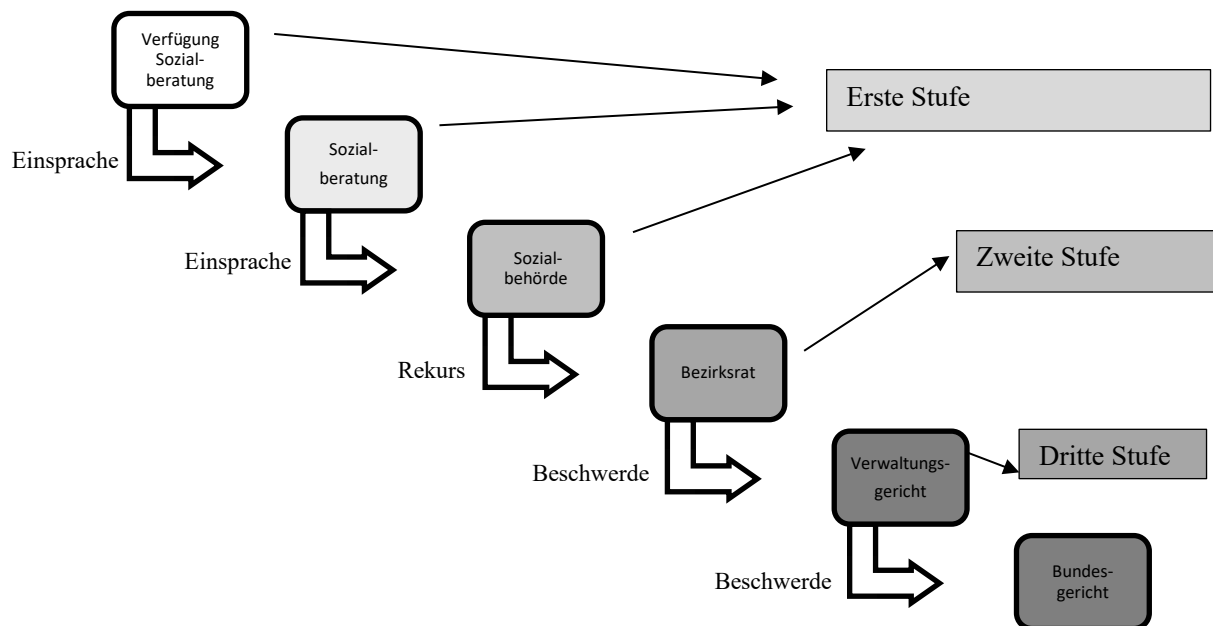 Verfügung
Sozial-
beratung
Erste Stufe
Einsprache
Sozial-
beratung
Einsprache
Sozial-
behörde
Zweite Stufe
Rekurs
Bezirksrat
Beschwerde
Verwaltungs-
gericht
Dritte Stufe
Beschwerde
Bundes-
gericht